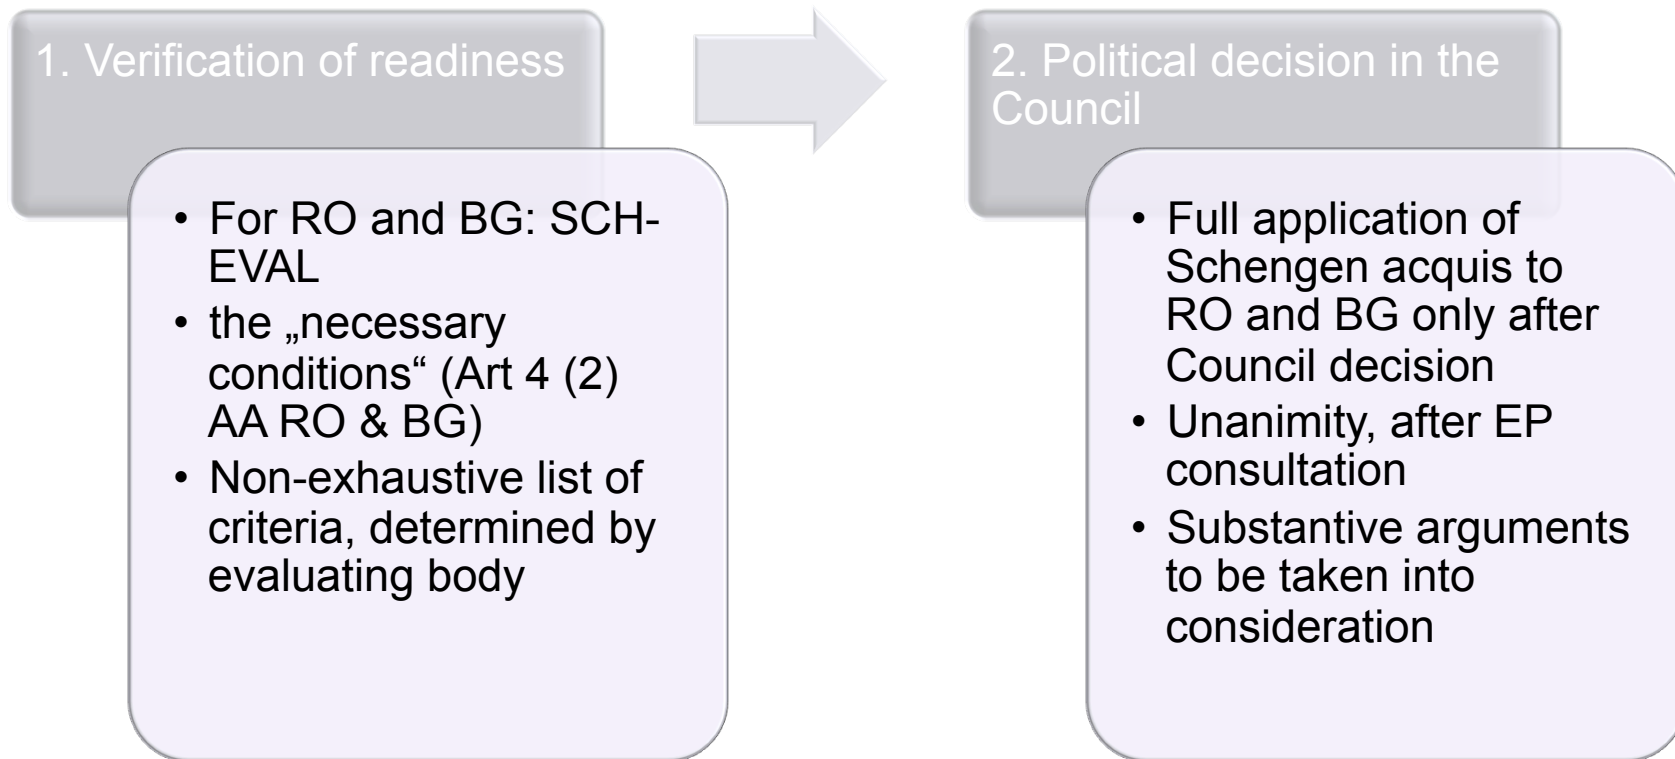 1. Verification of readiness
• For RO and BG: SCH-
EVAL
• the „necessary
conditions“ (Art 4 (2)
AA RO & BG)
• Non-exhaustive list of
criteria, determined by
evaluating body
2. Political decision in the
Council
• Full application of
Schengen acquis to
RO and BG only after
Council decision
• Unanimity, after EP
consultation
• Substantive arguments
to be taken into
consideration